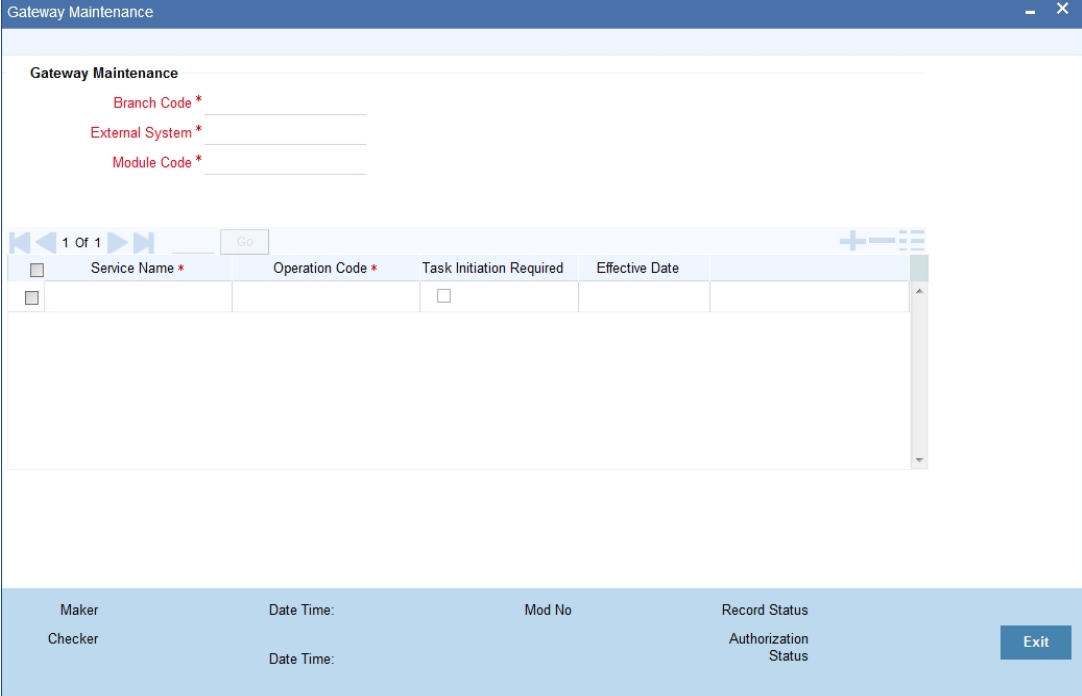 Gateway Maintenance
Gateway Maintenance
Branch Code *
External System *
Module Code *
1 Of 1 Go
Service Name * Operation Code * Task Initiation Required Effective Date
Maker Date Time: Mod No Record Status
Checker Date Time: Authorization Status
Exit